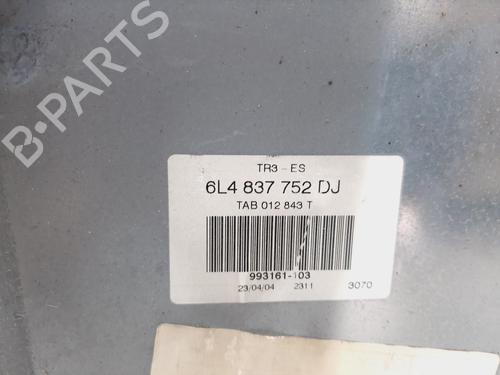 B-PARTS
TR3 - ES
6L4 837 752 DJ
TAB 012 843 T
993161-103
23/04/04 2311 3070